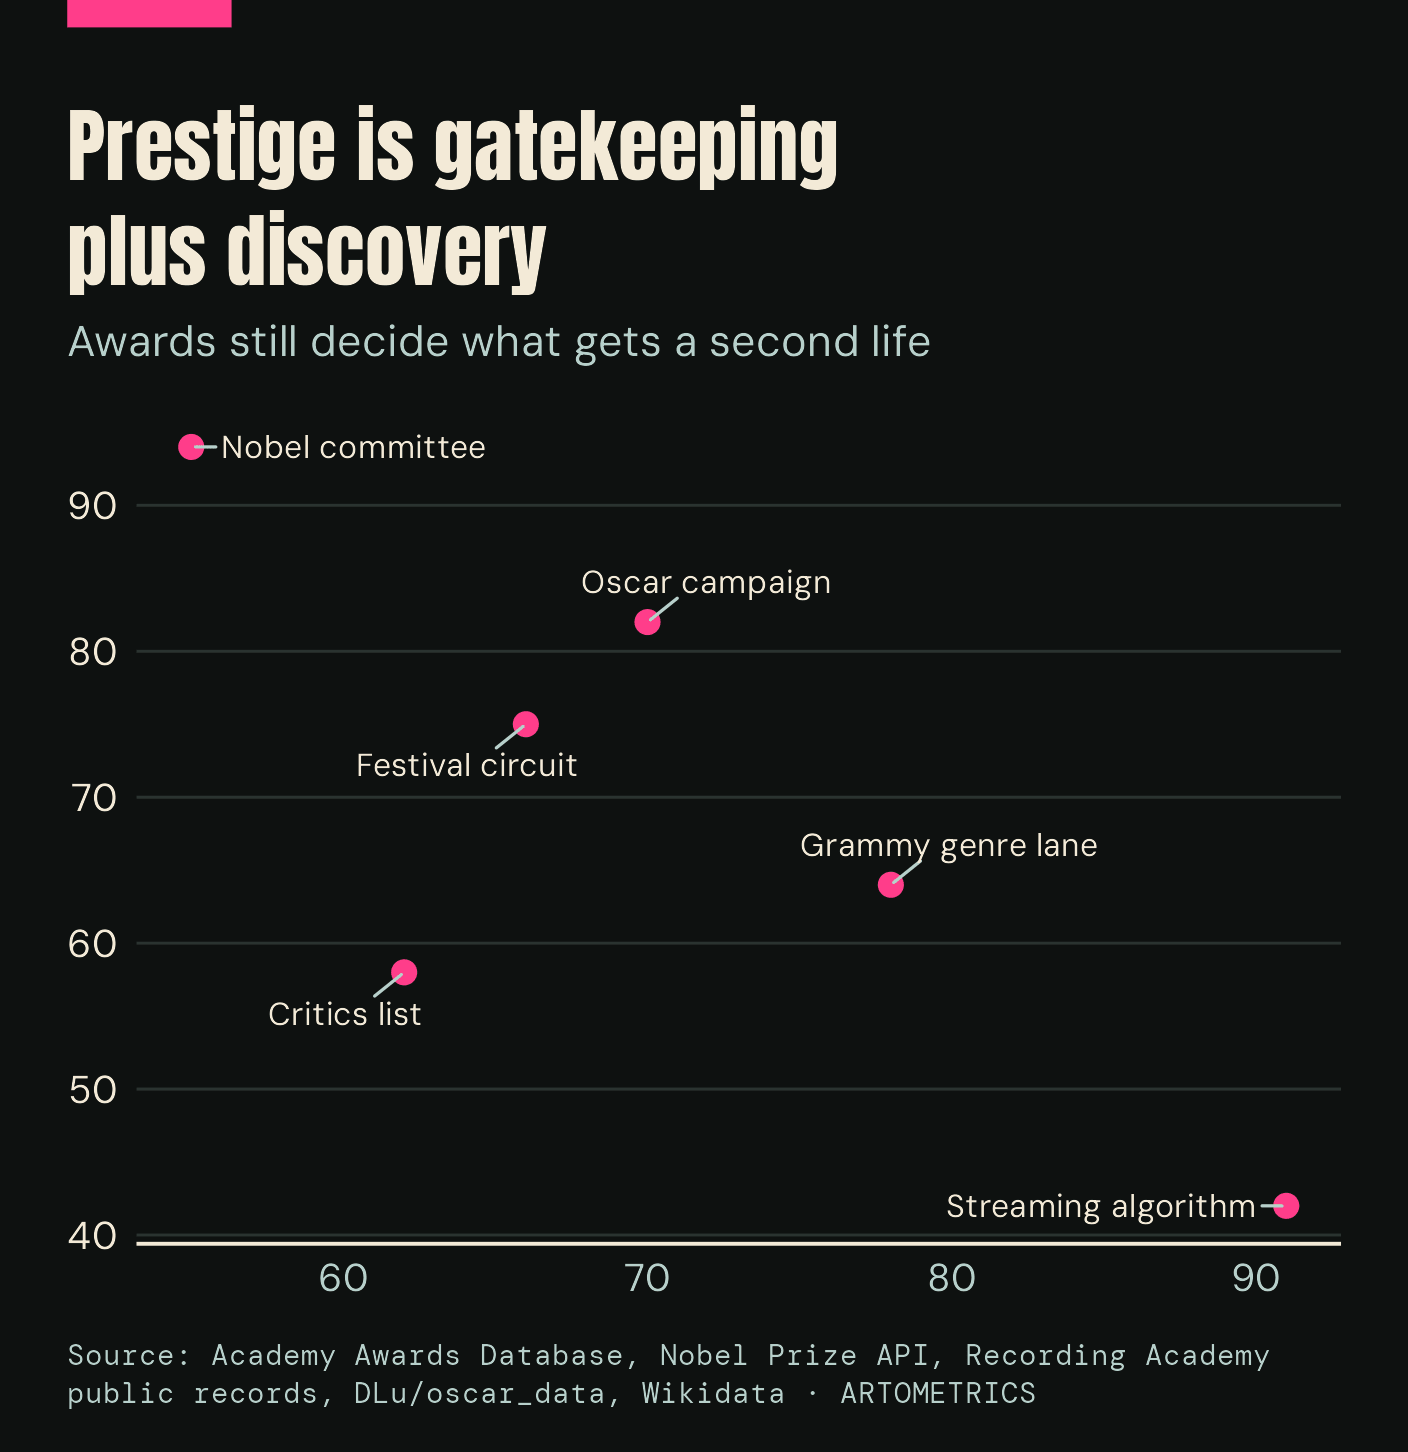 Prestige is gatekeeping
plus discovery
Awards still decide what gets a second life
Nobel committee
90
Oscar campaign
80
Festival circuit
70
Grammy genre lane
60
Critics list
50
Streaming algorithm
40
60 70 80 90
Source: Academy Awards Database, Nobel Prize API, Recording Academy
public records, DLu/oscar_data, Wikidata · ARTOMETRICS